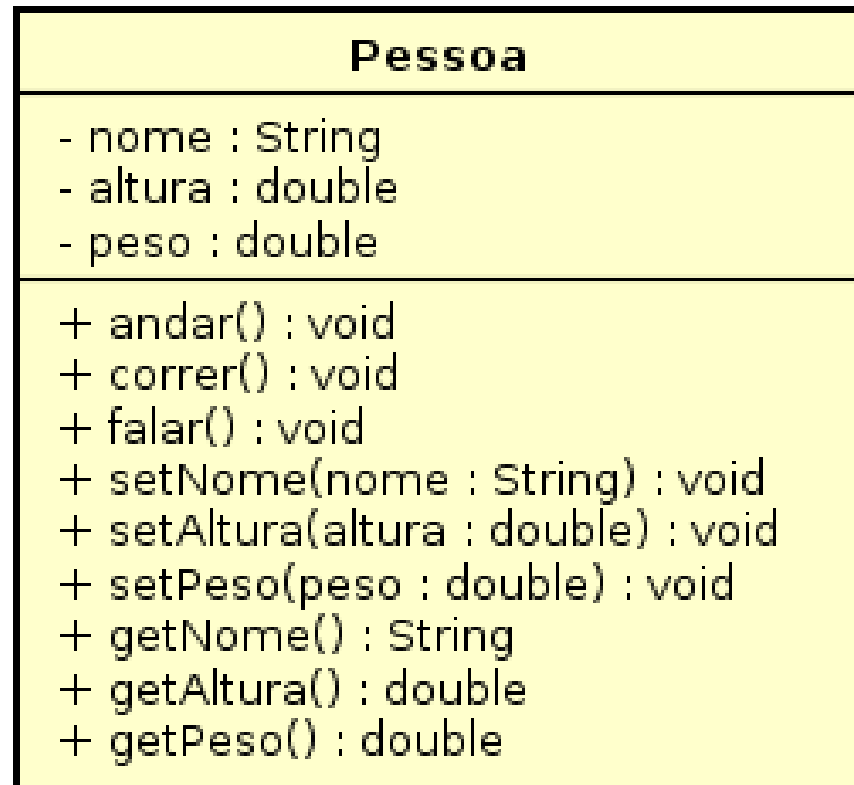 Pessoa
- nome : String
- altura : double
- peso : double
+ andar() : void
+ correr() : void
+ falar() : void
+ setNome(nome : String) : void
+ setAltura(altura : double) : void
+ setPeso(peso : double) : void
+ getNome() : String
+ getAltura() : double
+ getPeso() : double